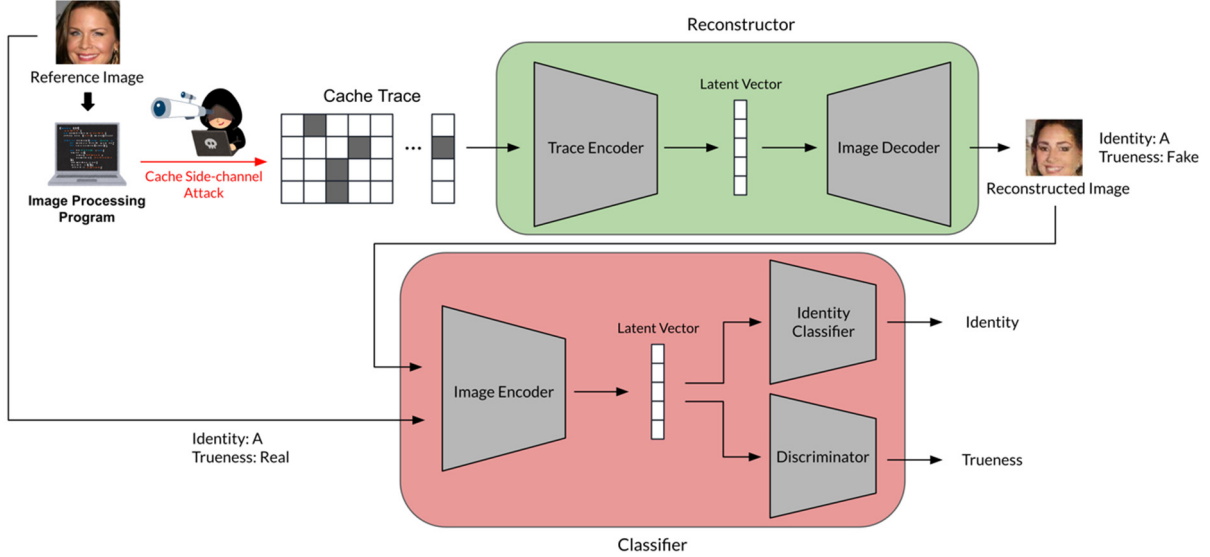 Reconstructor
Reference Image
Cache Trace
Latent Vector
Trace Encoder
Image Decoder
Identity: A
Trueness: Fake
Cache Side-channel
Attack
...
Reconstructed Image
Image Processing
Program
Identity
Classifier
Identity
Latent Vector
Image Encoder
Identity: A
Trueness: Real
Discriminator
Trueness
Classifier